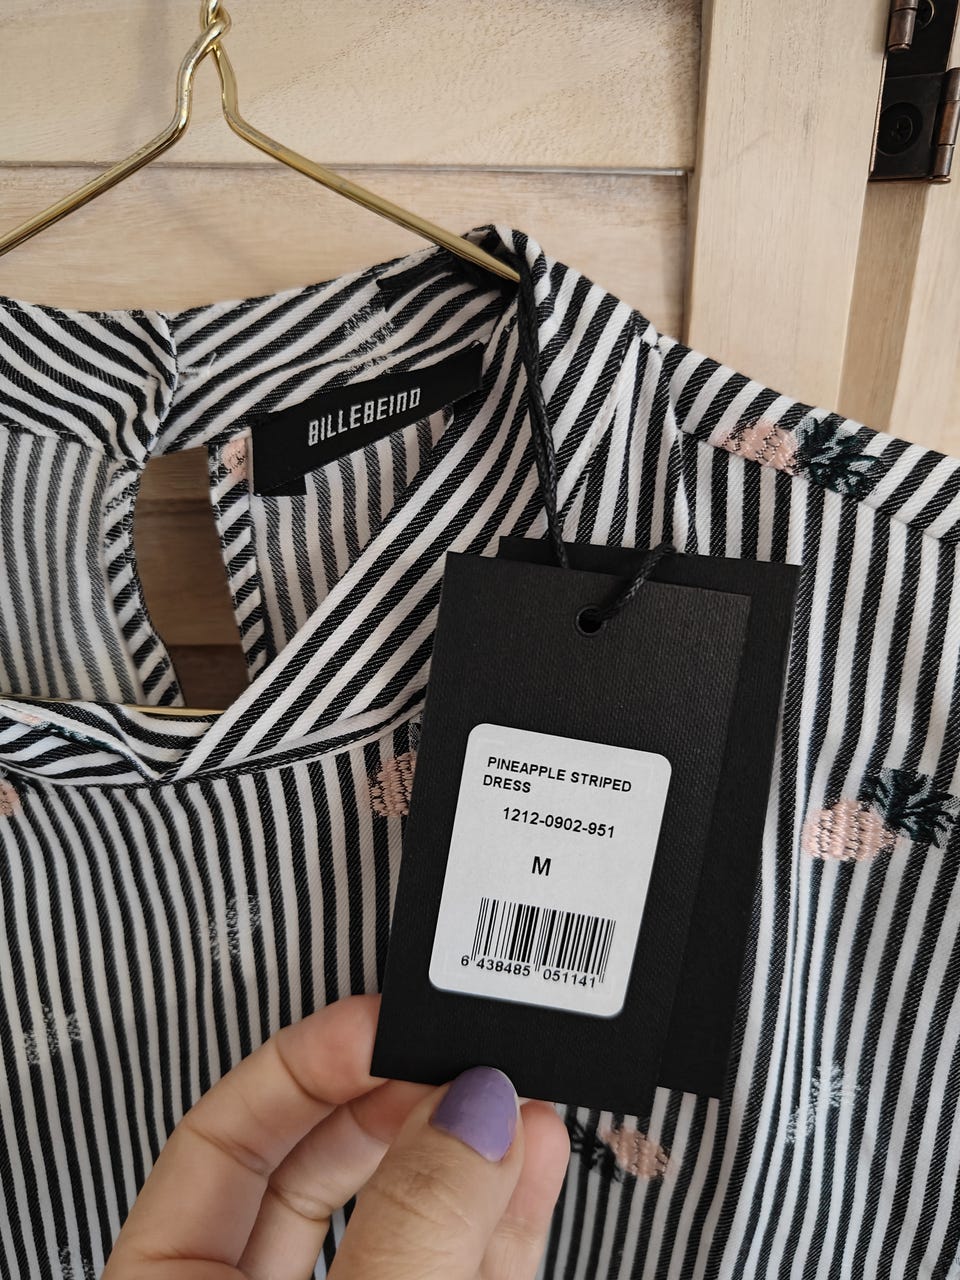 BILLEBEINO
PINEAPPLE STRIPED
DRESS
1212-0902-951
M
6 438485 051141